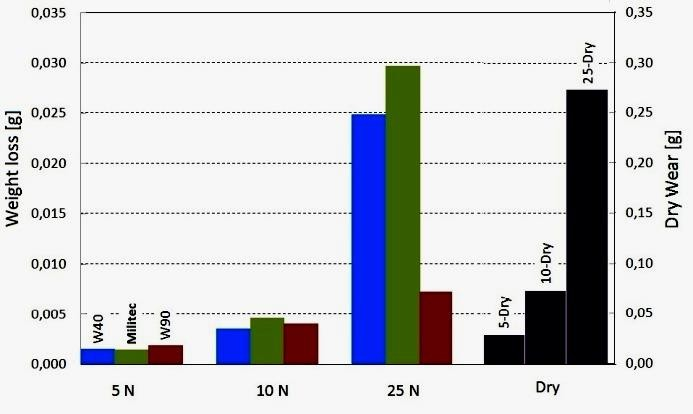 0,035
0,030
0,025
0,020
0,015
0,010
0,005
0,000
Weight loss [g]
0,35
0,30
0,25
0,20
0,15
0,10
0,05
0,00
Dry Wear [g]
W40
Militec
W90
5-Dry
10-Dry
25-Dry
5 N
10 N
25 N
Dry